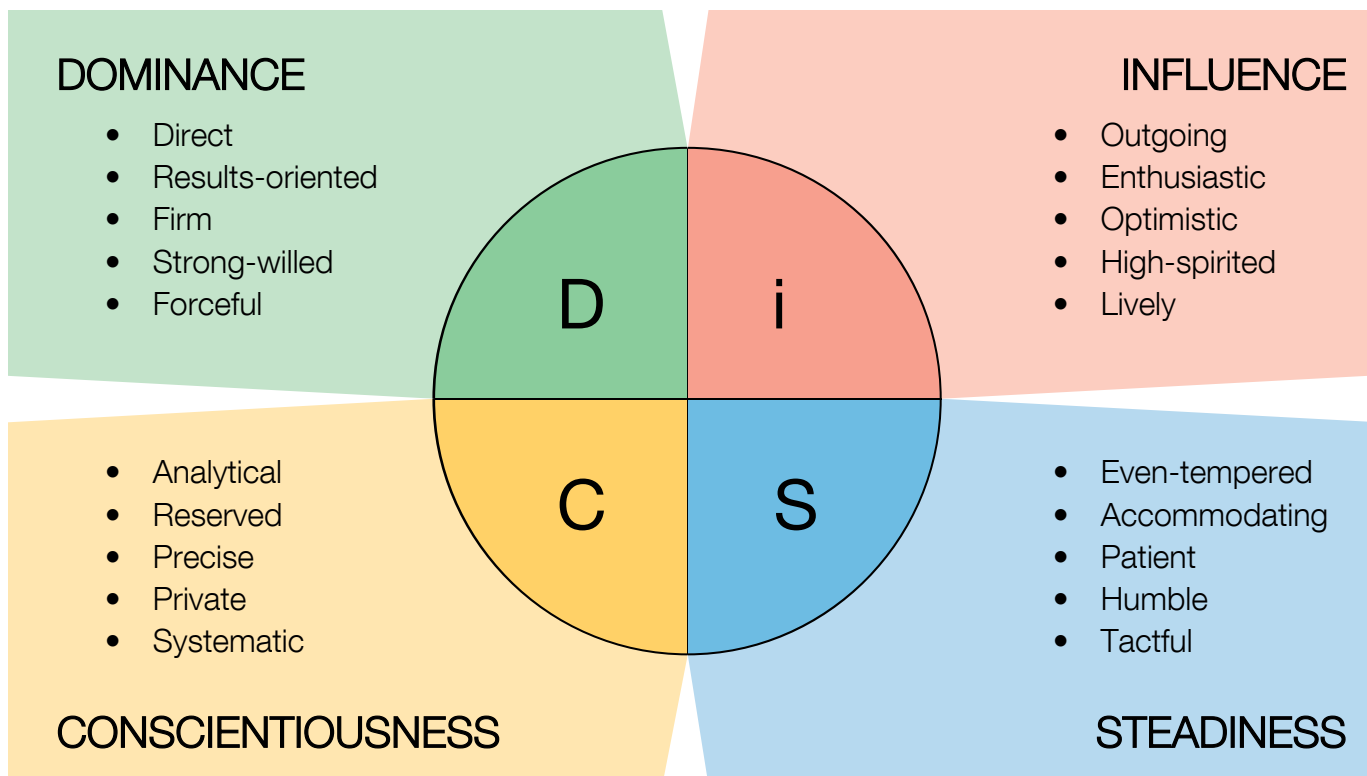 DOMINANCE
• Direct
• Results-oriented
• Firm
• Strong-willed
• Forceful
INFLUENCE
• Outgoing
• Enthusiastic
• Optimistic
• High-spirited
• Lively
D
i
C
S
• Analytical
• Reserved
• Precise
• Private
• Systematic
CONSCIENTIOUSNESS
• Even-tempered
• Accommodating
• Patient
• Humble
• Tactful
STEADINESS